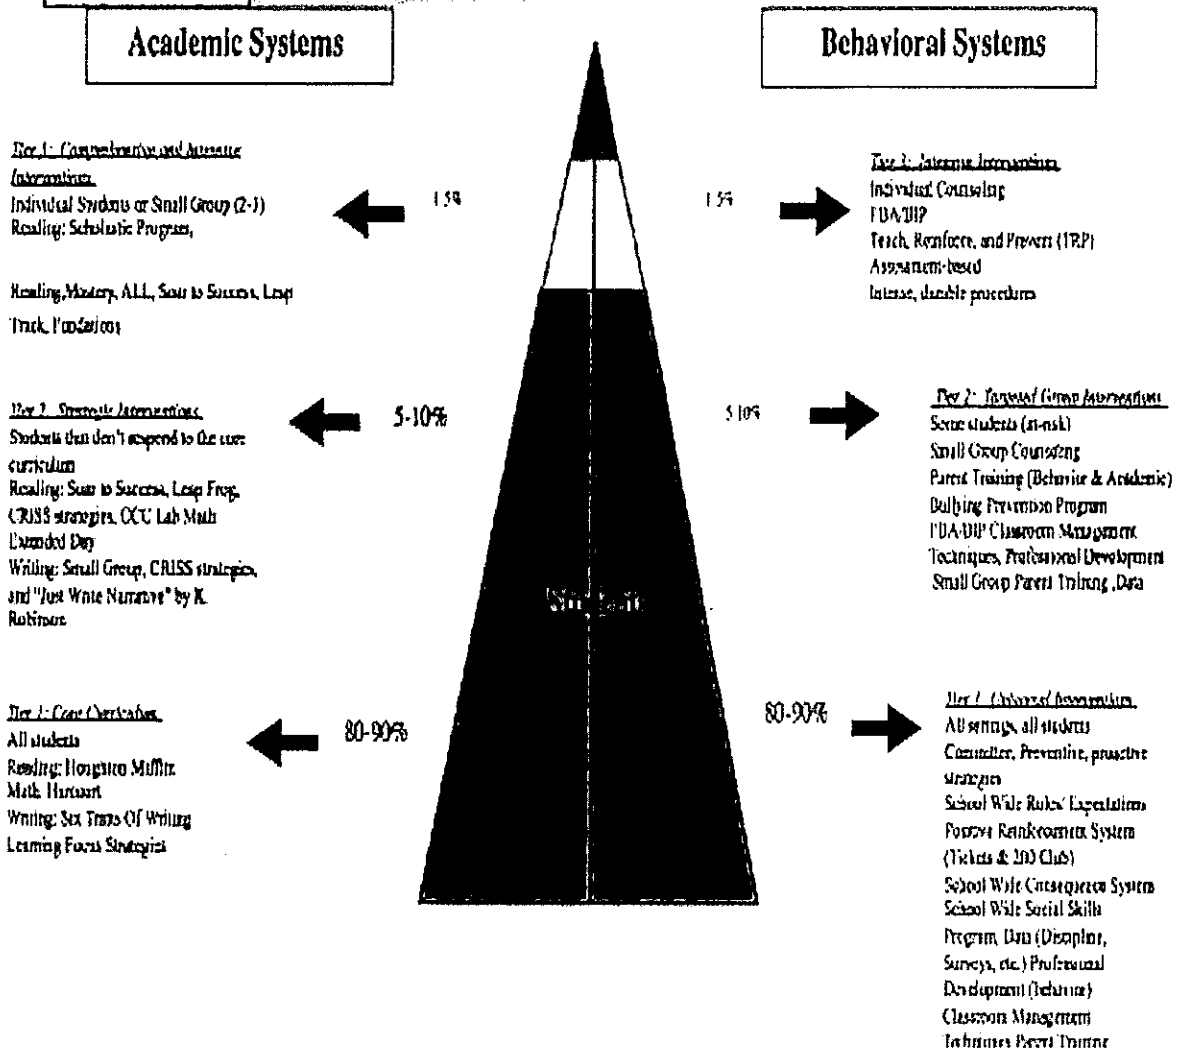 Academic Systems
Behavioral Systems
Individual Students or Small Group (2-3)
Reading: Scholastic Program,
Reading Mastery, ALL, Soar to Success, Leap
Track, Fundations
1-5%
1-5%
Tier 3: Intensive Interventions
Individual Counseling
FBA/BIP
Teach, Reinforce, and Prevent (TRP)
Assessment-based
Intense, durable procedures
Tier 2: Strategic Interventions
Students that don't respond to the core
curriculum
Reading: Soar to Success, Leap Frog,
CRISS strategies, CCC Lab Math
Extended Day
Writing: Small Group, CRISS strategies,
and "Just Write Narrative" by K.
Robinson
5-10%
5-10%
Tier 2: Targeted Group Interventions
Some students (at-risk)
Small Group Counseling
Parent Training (Behavior & Academic)
Bullying Prevention Program
FBA/BIP Classroom Management
Techniques, Professional Development
Small Group Parent Training ,Data
Students
Tier 1: Core Curriculum
All students
Reading: Houghton Mifflin
Math: Harcourt
Writing: Six Traits Of Writing
Learning Focus Strategies
80-90%
80-90%
Tier 1: Universal Interventions
All settings, all students
Committee, Preventive, proactive
strategies
School Wide Rules/ Expectations
Positive Reinforcement System
(Tickets & 200 Club)
School Wide Consequence System
School Wide Social Skills
Program, Data (Discipline,
Surveys, etc.) Professional
Development (behavior)
Classroom Management
Techniques Parent Training